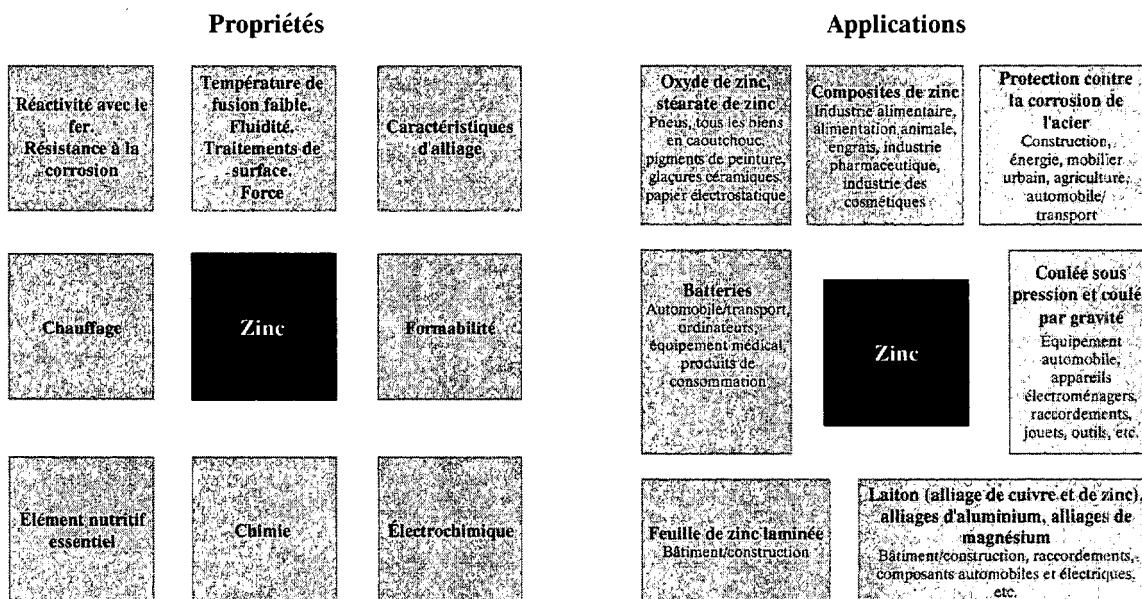 Propriétés
Réactivité avec le
fer.
Résistance à la
corrosion
Température de
fusion faible.
Fluidité.
Traitements de
surface.
Force
Caractéristiques
d'alliage
Chauffage
Zinc
Formabilité
Elément nutritif
essentiel
Chimie
Électrochimique
Applications
Oxyde de zinc,
stéarate de zinc
Pneus, tous les biens
en caoutchouc,
pigments de peinture,
glaçures céramiques,
papier électrostatique
Composites de zinc
Industrie alimentaire,
alimentation animale,
engrais, industrie
pharmaceutique,
industrie des
cosmétiques
Protection contre
la corrosion de
l'acier
Construction,
énergie, mobilier
urbain, agriculture,
automobile/
transport
Batteries
Automobile/transport,
ordinateurs,
équipement médical,
produits de
consommation
Zinc
Coulée sous
pression et coulé
par gravité
Equipement
automobile,
appareils
électroménagers,
raccordements,
jouets, outils, etc.
Feuille de zinc laminée
Bâtiment/construction
Laiton (alliage de cuivre et de zinc),
alliages d'aluminium, alliages de
magnésium
Bâtiment/construction, raccordements,
composants automobiles et électriques,
etc.